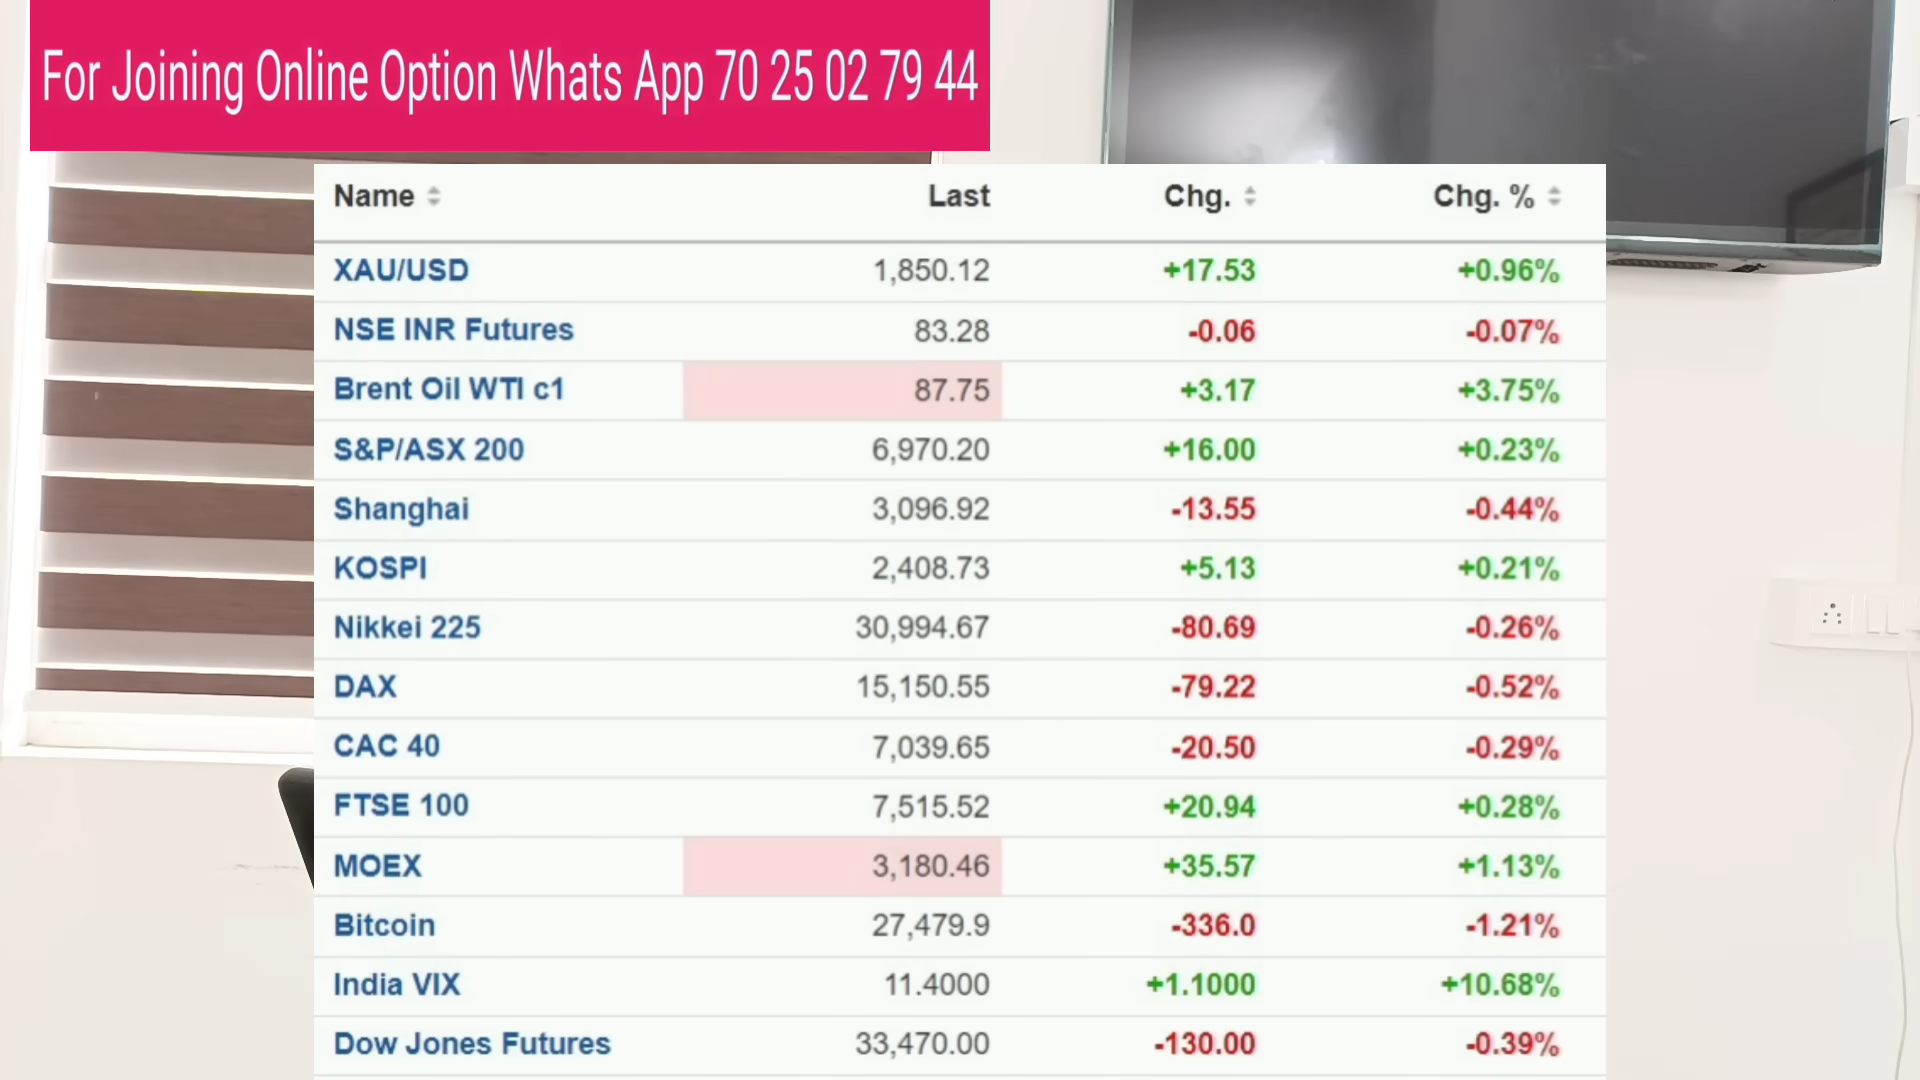 For Joining Online Option Whats App 70 25 02 79 44
Name Last Chg. Chg. %
XAU/USD 1,850.12 +17.53 +0.96%
NSE INR Futures 83.28 -0.06 -0.07%
Brent Oil WTI c1 87.75 +3.17 +3.75%
S&P/ASX 200 6,970.20 +16.00 +0.23%
Shanghai 3,096.92 -13.55 -0.44%
KOSPI 2,408.73 +5.13 +0.21%
Nikkei 225 30,994.67 -80.69 -0.26%
DAX 15,150.55 -79.22 -0.52%
CAC 40 7,039.65 -20.50 -0.29%
FTSE 100 7,515.52 +20.94 +0.28%
MOEX 3,180.46 +35.57 +1.13%
Bitcoin 27,479.9 -336.0 -1.21%
India VIX 11.4000 +1.1000 +10.68%
Dow Jones Futures 33,470.00 -130.00 -0.39%